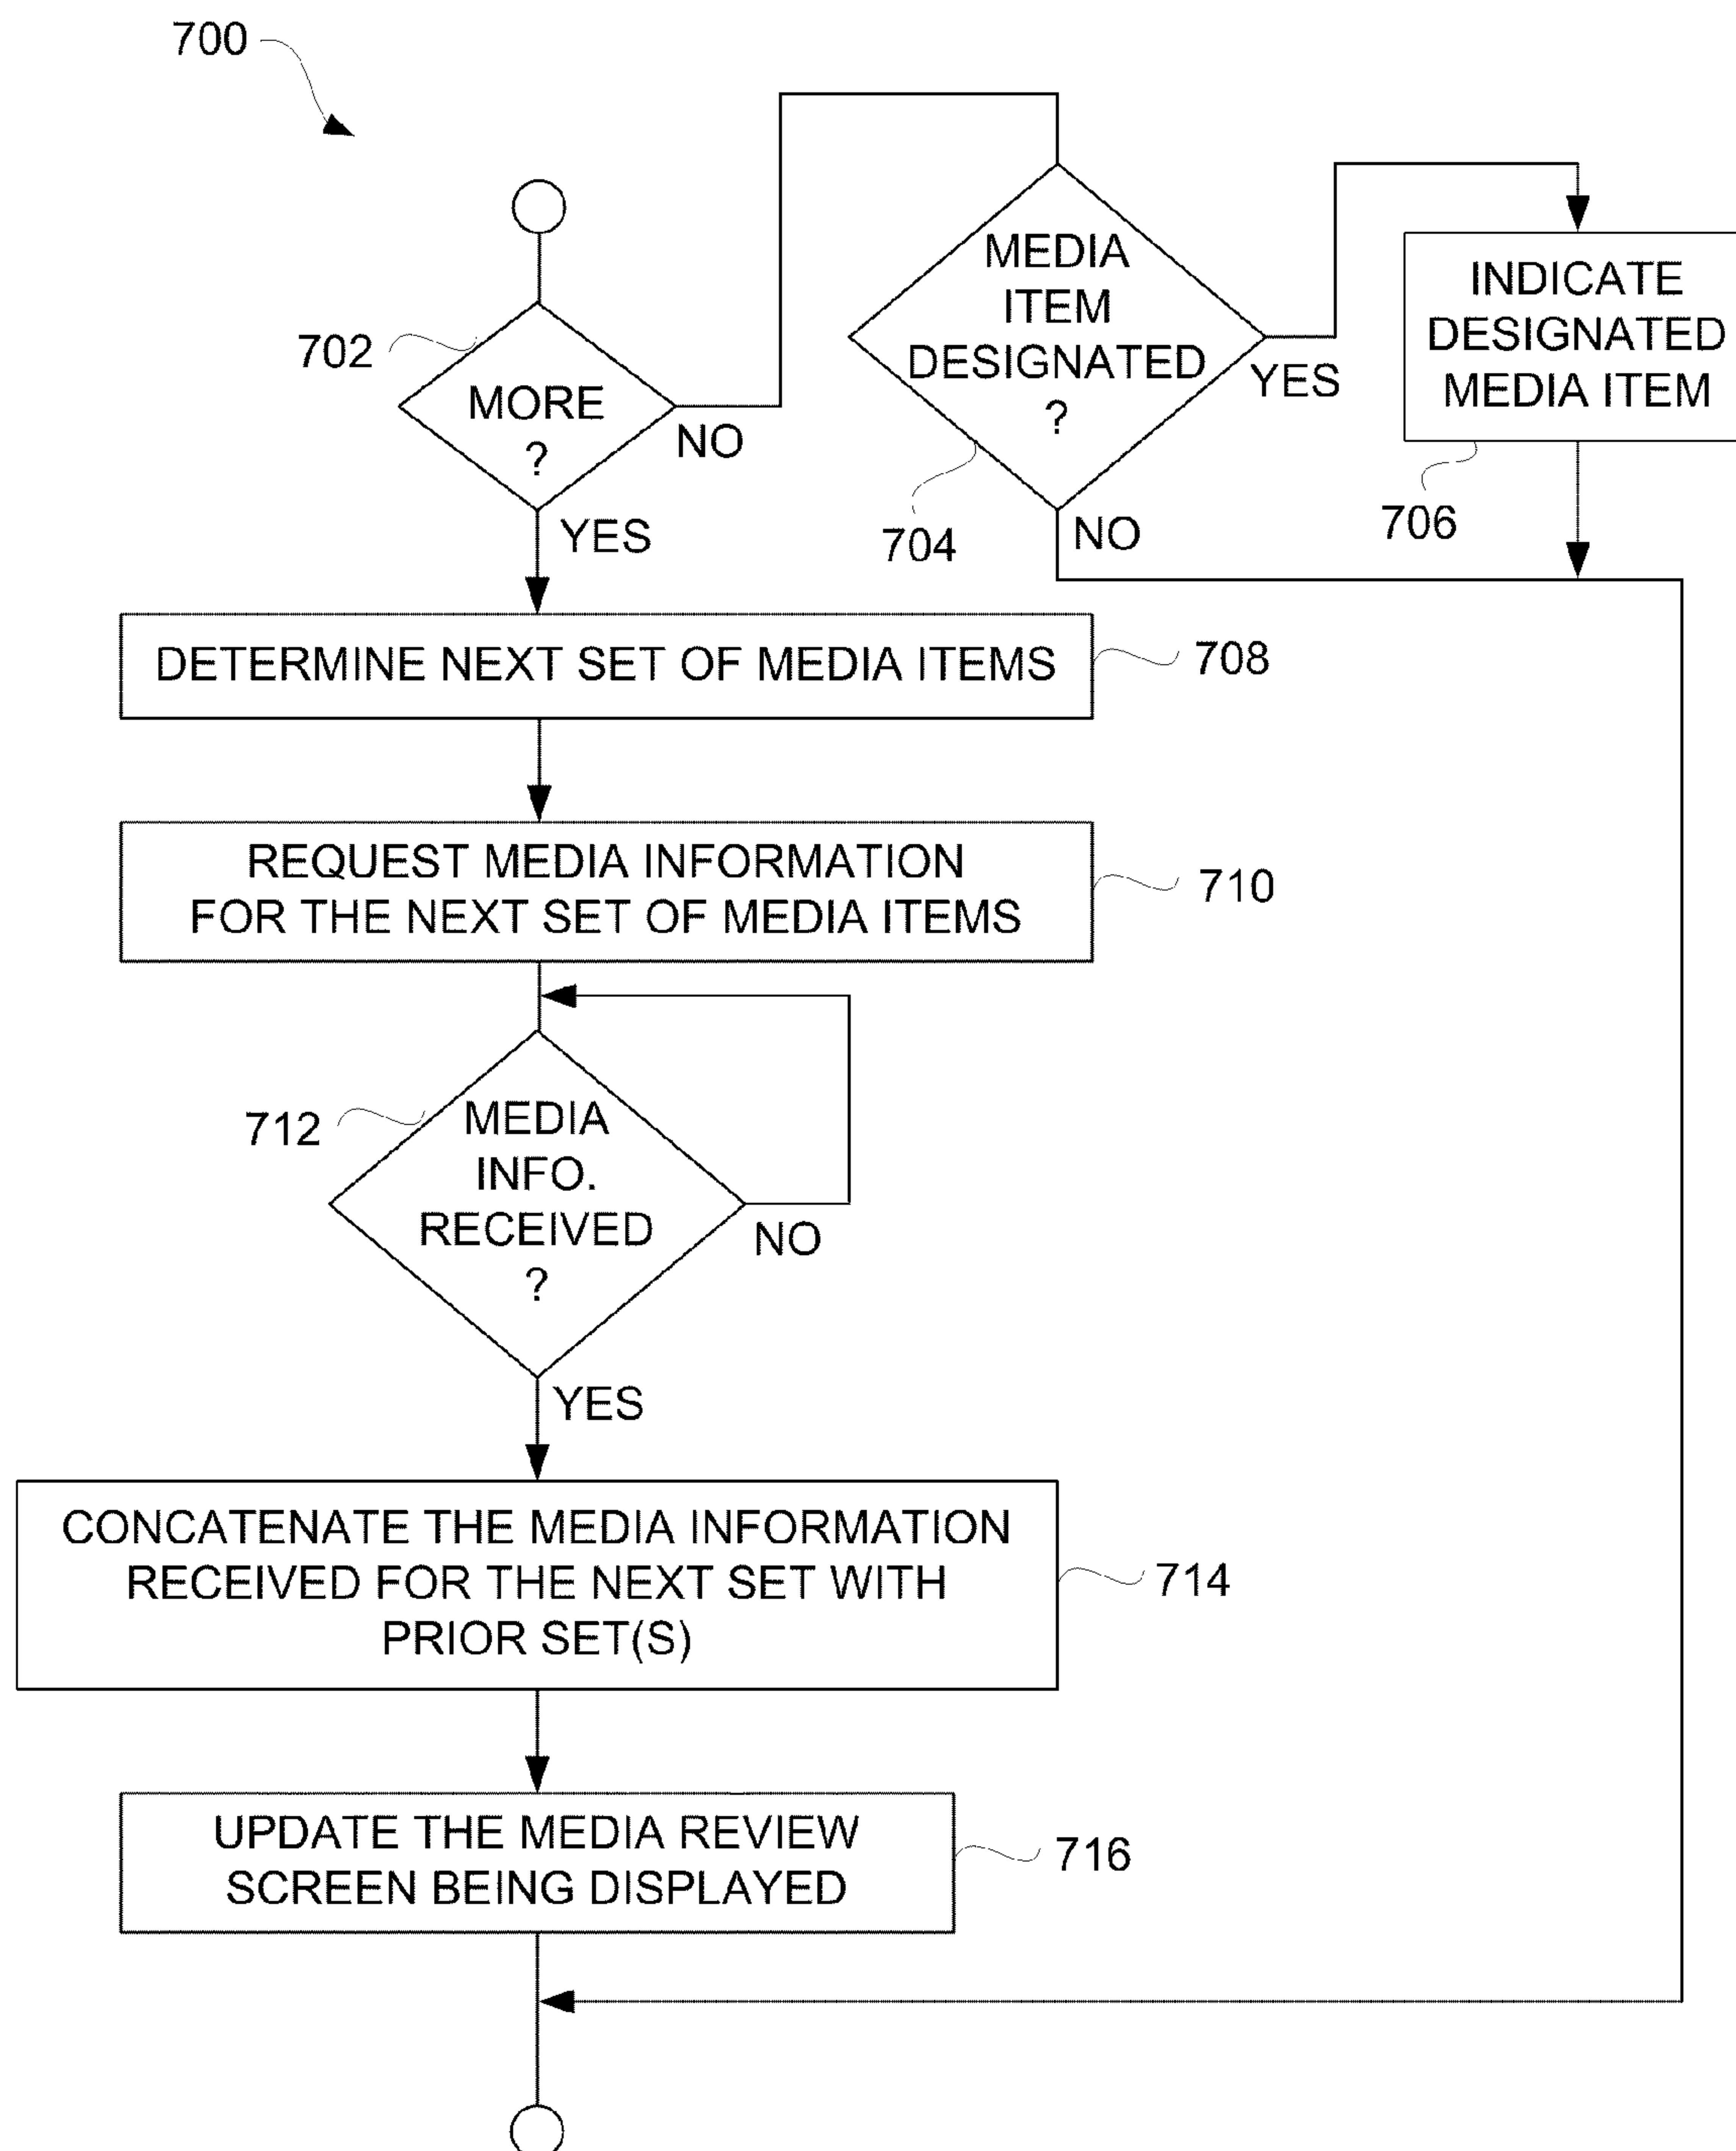 700
702
MORE
?
NO
YES
MEDIA
ITEM
DESIGNATED
?
YES
704
NO
INDICATE
DESIGNATED
MEDIA ITEM
706
DETERMINE NEXT SET OF MEDIA ITEMS
708
REQUEST MEDIA INFORMATION
FOR THE NEXT SET OF MEDIA ITEMS
710
712
MEDIA
INFO.
RECEIVED
?
NO
YES
CONCATENATE THE MEDIA INFORMATION
RECEIVED FOR THE NEXT SET WITH
PRIOR SET(S)
714
UPDATE THE MEDIA REVIEW
SCREEN BEING DISPLAYED
716